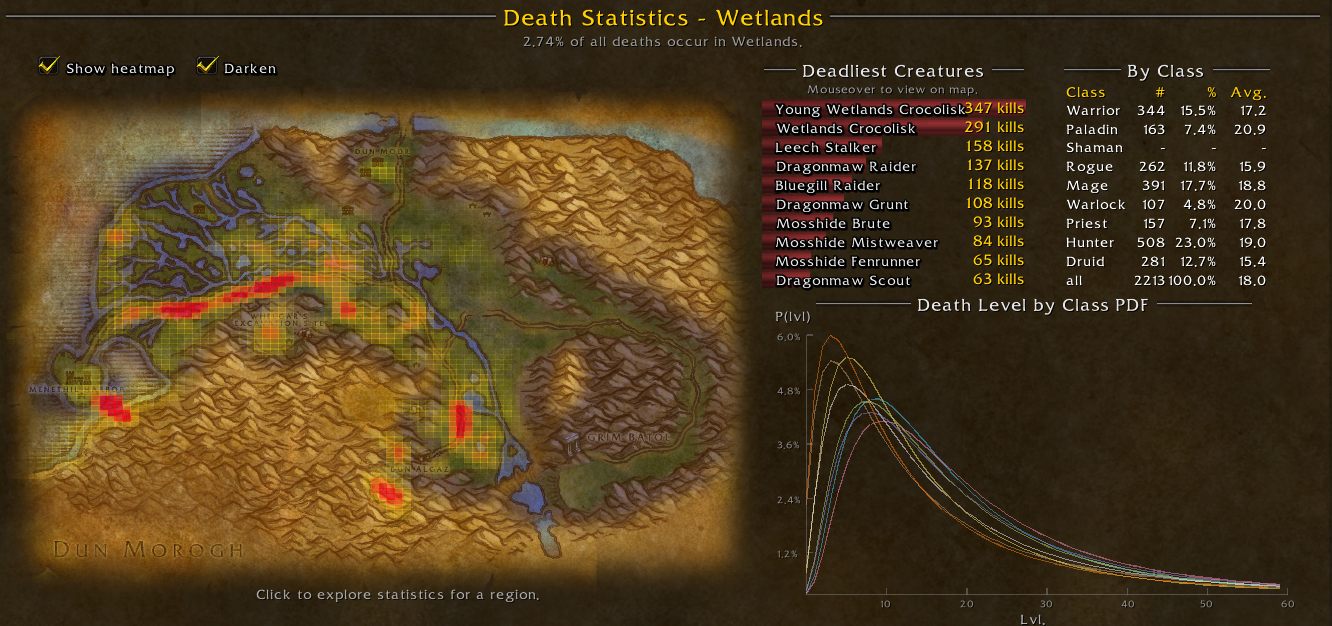 Death Statistics - Wetlands
2.74% of all deaths occur in Wetlands.
Show heatmap
Darken
DUN MODR
MENETHIL HARBOR
DUN ALGAZ
GRIM BATOL
DUN MOROGH
Click to explore statistics for a region.
Deadliest Creatures
Mouseover to view on map.
Young Wetlands Crocolisk 347 kills
Wetlands Crocolisk 291 kills
Leech Stalker 158 kills
Dragonmaw Raider 137 kills
Bluegill Raider 118 kills
Dragonmaw Grunt 108 kills
Mosshide Brute 93 kills
Mosshide Mistweaver 84 kills
Mosshide Fenrunner 65 kills
Dragonmaw Scout 63 kills
By Class
Class # % Avg.
Warrior 344 15.5% 17.2
Paladin 163 7.4% 20.9
Shaman - - -
Rogue 262 11.8% 15.9
Mage 391 17.7% 18.8
Warlock 107 4.8% 20.0
Priest 157 7.1% 17.8
Hunter 508 23.0% 19.0
Druid 281 12.7% 15.4
all 2213 100.0% 18.0
Death Level by Class PDF
P(lvl)
6.0%
4.8%
3.6%
2.4%
1.2%
10 20 30 40 50 60
Lvl.